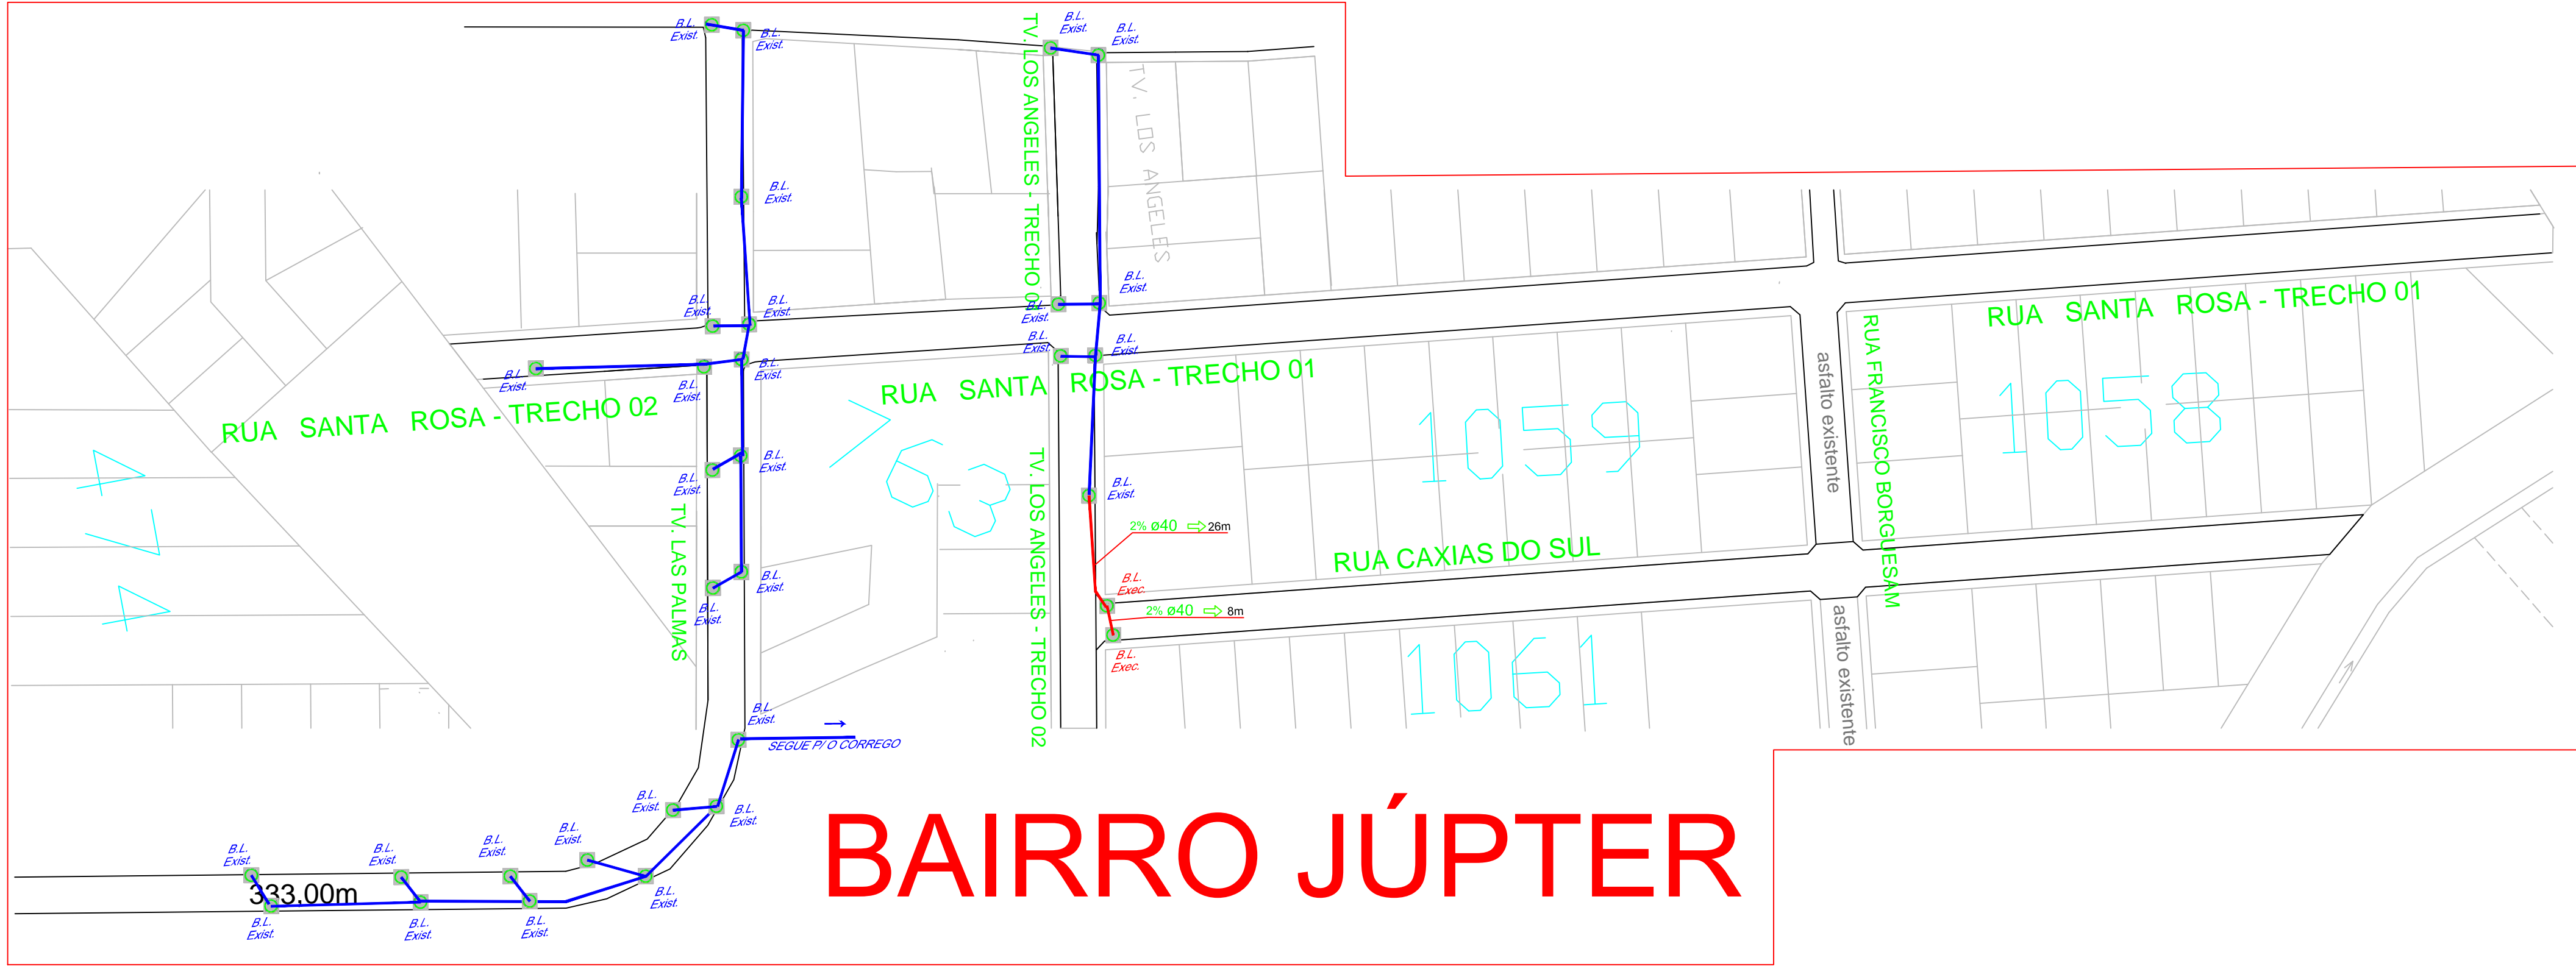 B.L.
Exist.
B.L.
Exist.
TV. LOS ANGELES - TRECHO 01
B.L.
Exist.
B.L.
Exist.
TV. LOS ANGELES
B.L.
Exist.
B.L.
Exist.
B.L.
Exist.
B.L.
Exist.
B.L.
Exist.
B.L.
Exist.
B.L.
Exist.
B.L.
Exist.
B.L.
Exist.
B.L.
Exist.
RUA SANTA ROSA - TRECHO 02
RUA SANTA ROSA - TRECHO 01
RUA SANTA ROSA - TRECHO 01
asfalto existente
RUA FRANCISCO BORGUESAM
763
1059
1058
474
B.L.
Exist.
B.L.
Exist.
TV. LAS PALMAS
TV. LOS ANGELES - TRECHO 02
B.L.
Exist.
2% ø40 ⇨ 26m
RUA CAXIAS DO SUL
B.L.
Exist.
B.L.
Exist.
B.L.
Exec.
2% ø40 ⇨ 8m
B.L.
Exec.
1061
asfalto existente
B.L.
Exist.
→
SEGUE P/ O CORREGO
B.L.
Exist.
B.L.
Exist.
B.L.
Exist.
B.L.
Exist.
B.L.
Exist.
B.L.
Exist.
333,00m
B.L.
Exist.
B.L.
Exist.
B.L.
Exist.
B.L.
Exist.
BAIRRO JÚPTER